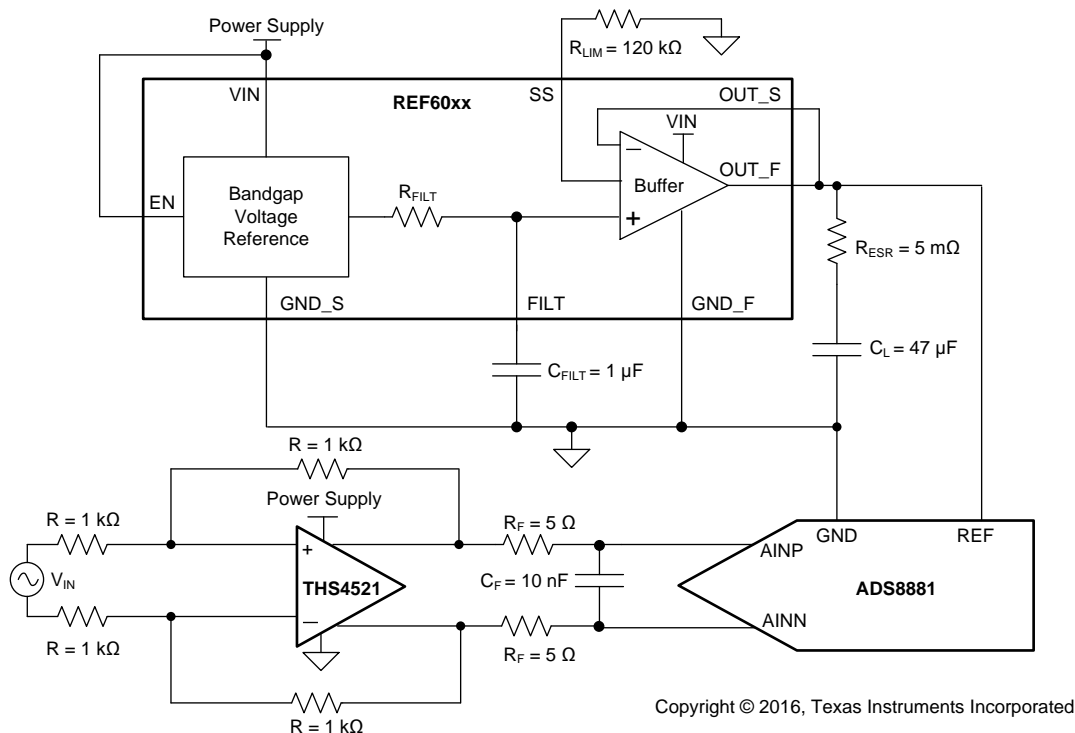 Power Supply
R_LIM = 120 kΩ
VIN
REF60xx
SS
OUT_S
VIN
OUT_F
EN
Bandgap
Voltage
Reference
R_FILT
−
Buffer
+
R_ESR = 5 mΩ
GND_S
FILT
GND_F
C_FILT = 1 µF
C_L = 47 µF
R = 1 kΩ
Power Supply
R = 1 kΩ
R_F = 5 Ω
GND
REF
+
AINP
V_IN
THS4521
C_F = 10 nF
ADS8881
−
AINN
R = 1 kΩ
R_F = 5 Ω
R = 1 kΩ
Copyright © 2016, Texas Instruments Incorporated